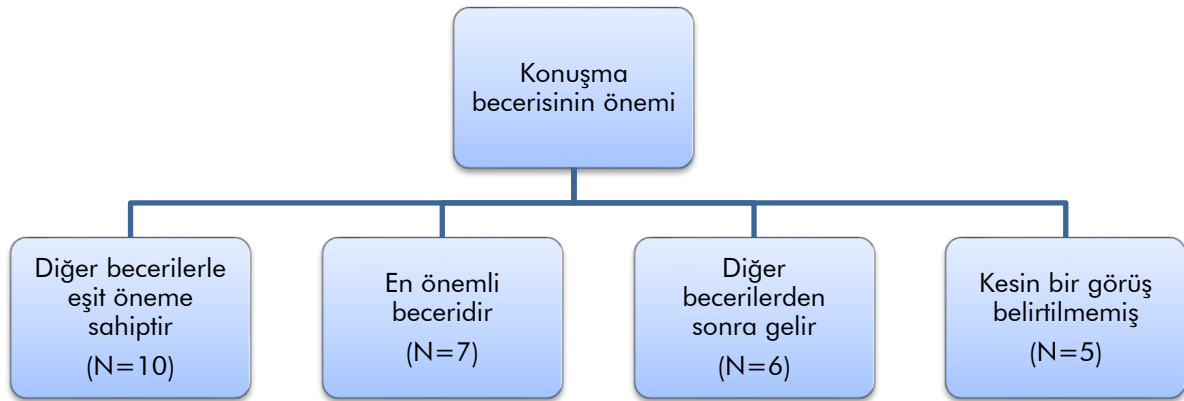 Konuşma
becerisinin önemi
Diğer becerilerle
eşit öneme
sahiptir
(N=10)
En önemli
beceridir
(N=7)
Diğer
becerilerden
sonra gelir
(N=6)
Kesin bir görüş
belirtilmemiş
(N=5)